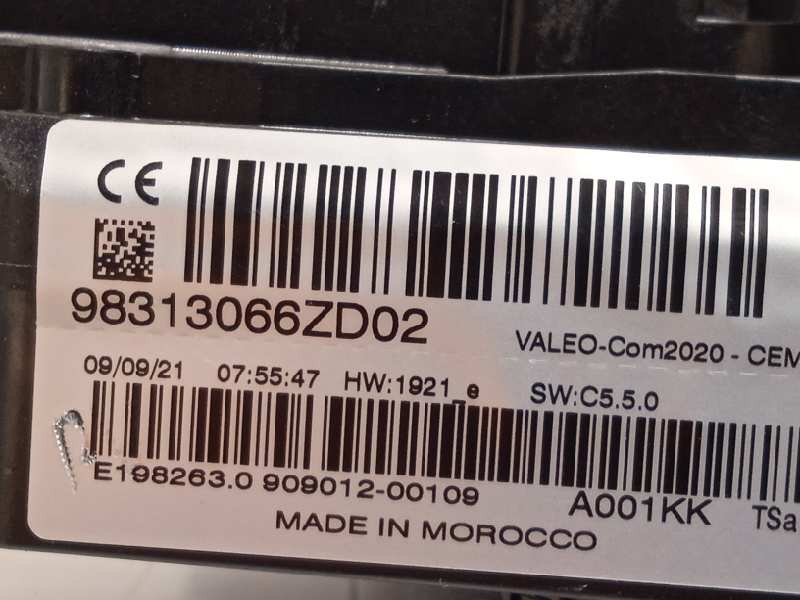 CE
98313066ZD02
VALEO-Com2020 - CEM
09/09/21 07:55:47 HW:1921_e SW:C5.5.0
E198263.0 909012-00109 A001KK TSa
MADE IN MOROCCO